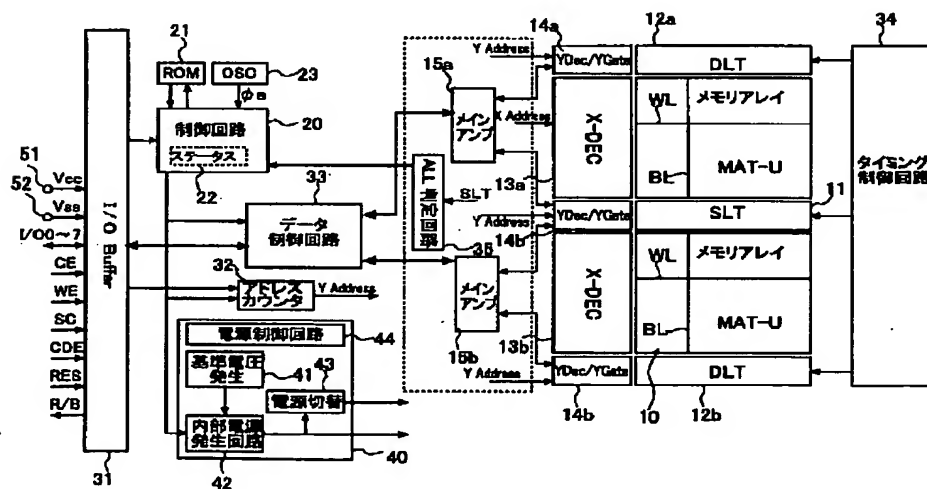 51
Vcc
52
Vss
I/O0～7
CE
WE
SC
CDE
RES
R/B
I/O Buffer
31
21
ROM
OSC
23
制御回路
20
ステータス
22
33
データ
制御回路
32
アドレス
カウンタ
Y Address
電源制御回路
44
基準電圧
発生
41
43
電源切替
内部電源
発生回路
42
40
15a
メイン
アンプ
Y Address
X Address
ALL 判定回路
SLT
35
Y Address
メイン
アンプ
15b
Y Address
14a
YDec/YGate
X-DEC
13a
YDec/YGate
14b
X-DEC
13b
YDec/YGate
14b
12a
DLT
WL
メモリアレイ
BL
MAT-U
11
SLT
WL
メモリアレイ
BL
MAT-U
DLT
10
12b
34
タイミング
制御回路